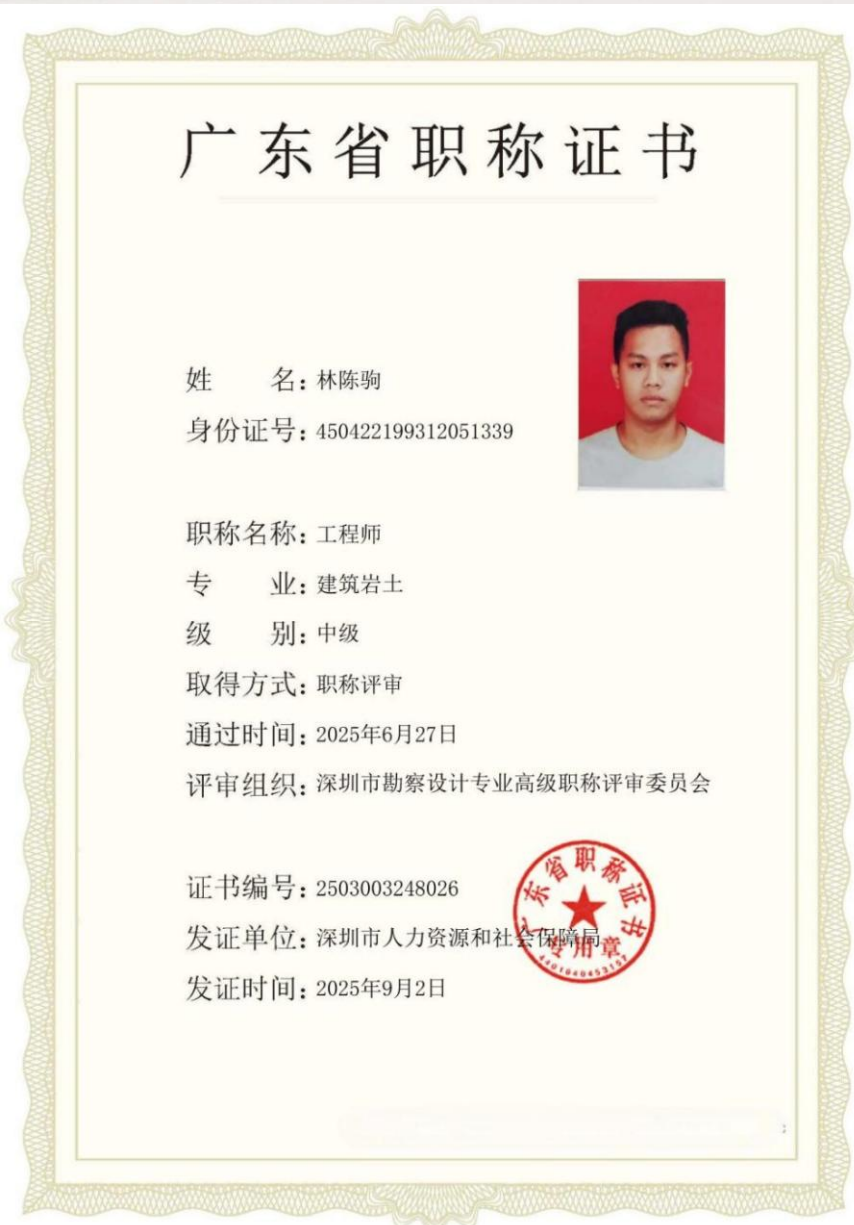 广东省职称证书
姓 名：林陈驹
身份证号：450422199312051339
职称名称：工程师
专 业：建筑岩土
级 别：中级
取得方式：职称评审
通过时间：2025年6月27日
评审组织：深圳市勘察设计专业高级职称评审委员会
证书编号：2503003248026
发证单位：深圳市人力资源和社会保障局
发证时间：2025年9月2日
广东省职称证书
专用章